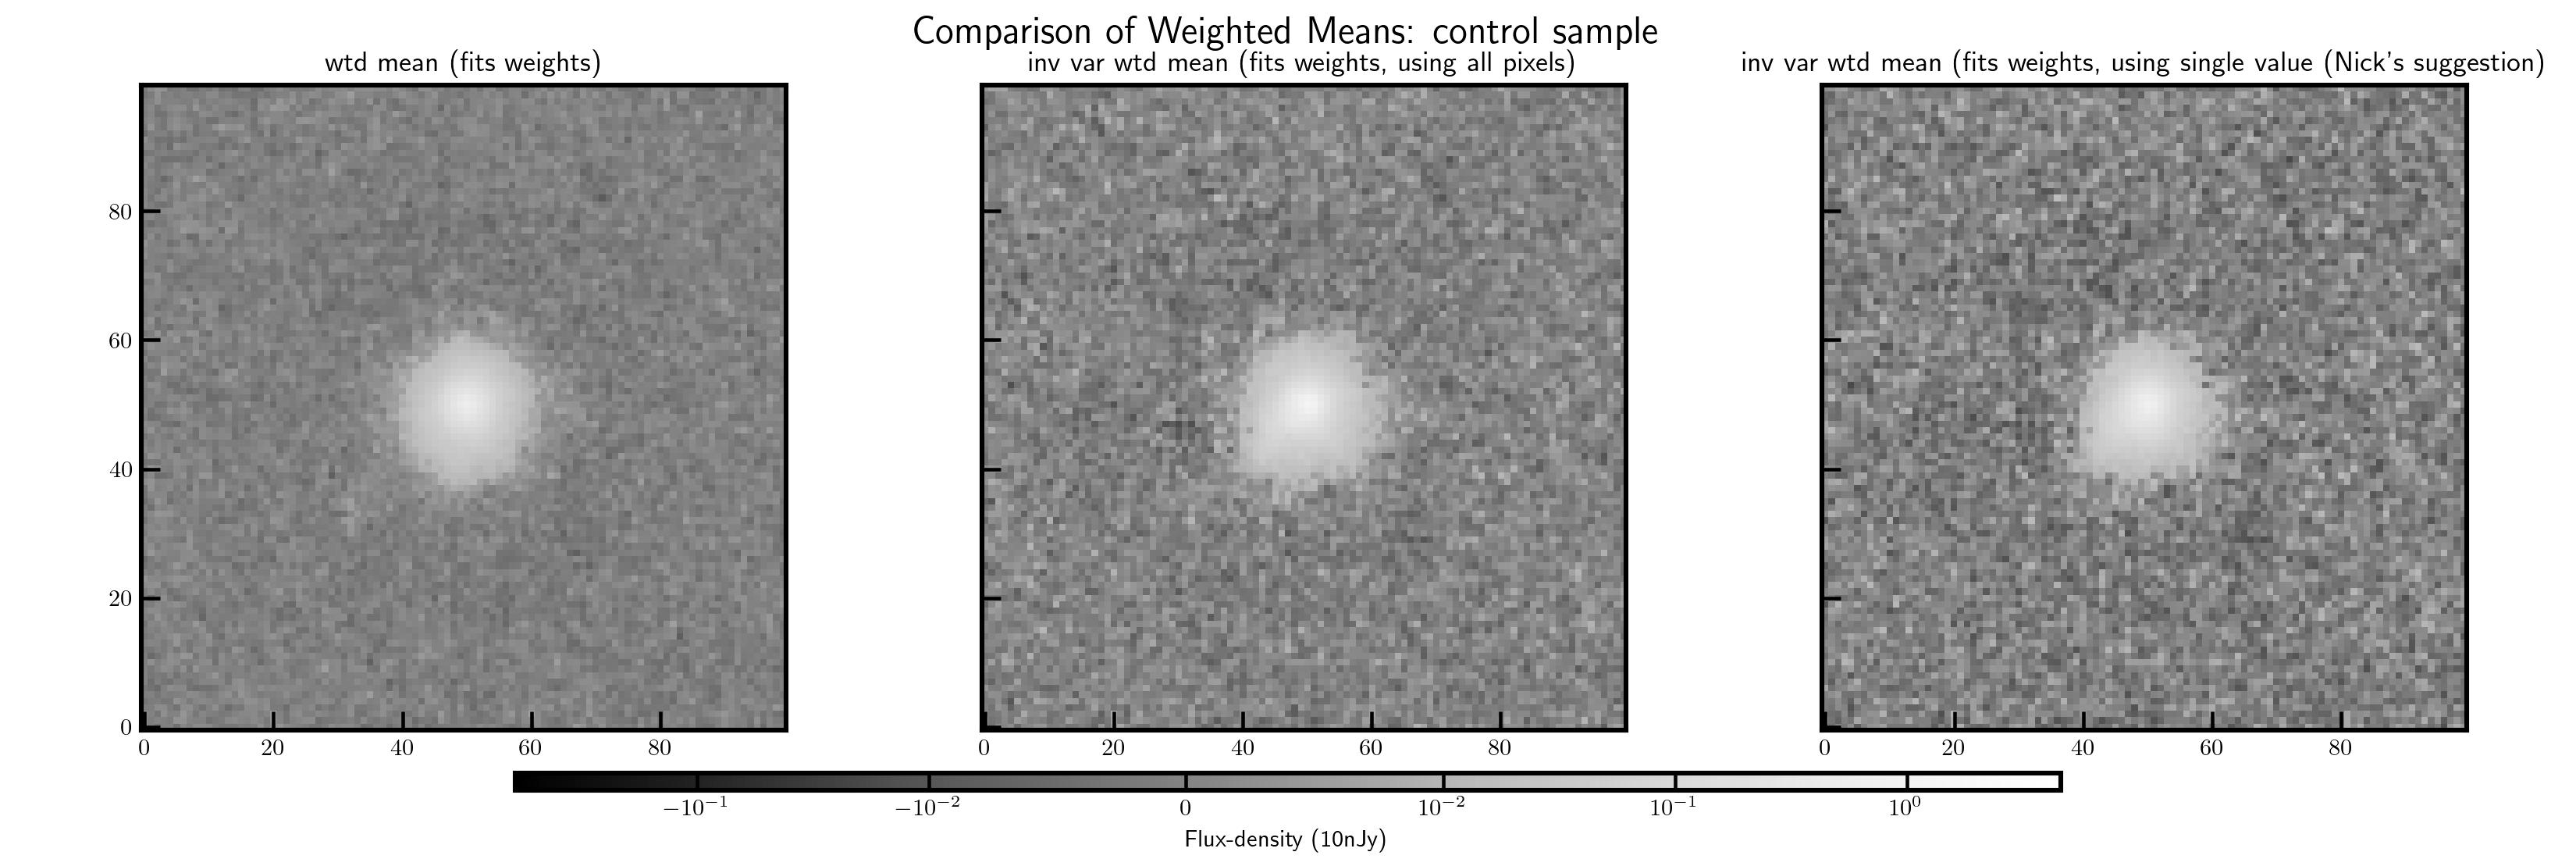 Comparison of Weighted Means: control sample
wtd mean (fits weights)
inv var wtd mean (fits weights, using all pixels)
inv var wtd mean (fits weights, using single value (Nick's suggestion)
80
60
40
20
0
0 20 40 60 80
0 20 40 60 80
0 20 40 60 80
−10⁻¹ −10⁻² 0 10⁻² 10⁻¹ 10⁰
Flux-density (10nJy)